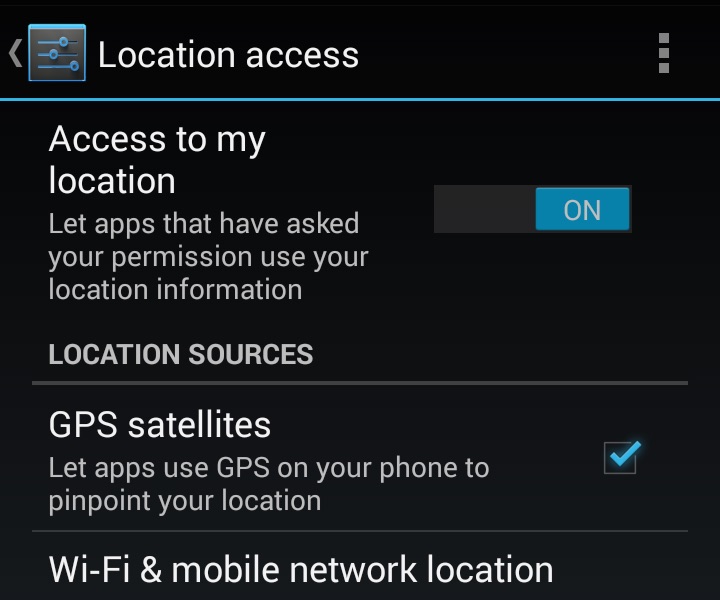 Location access
Access to my
location
Let apps that have asked
your permission use your
location information
ON
LOCATION SOURCES
GPS satellites
Let apps use GPS on your phone to
pinpoint your location
Wi-Fi & mobile network location